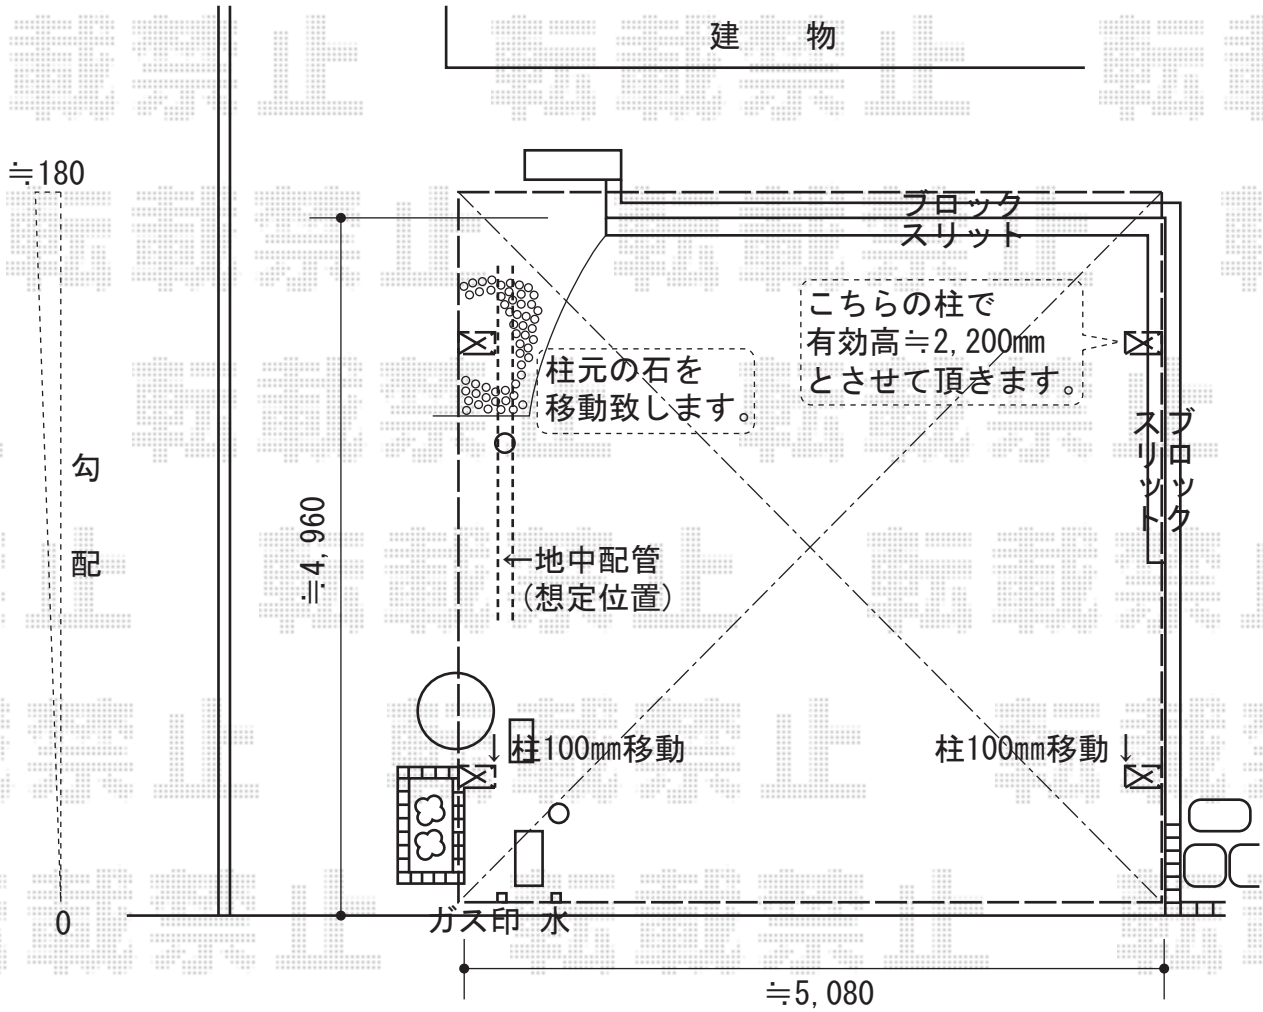 建　物
≒180
ブロック
スリット
こちらの柱で
有効高≒2,200mm
とさせて頂きます。
柱元の石を
移動致します。
ブロック
スリット
勾配
≒4,960
←地中配管
(想定位置)
↓柱100mm移動
柱100mm移動↓
0
ガス印 水
≒5,080
転載禁止